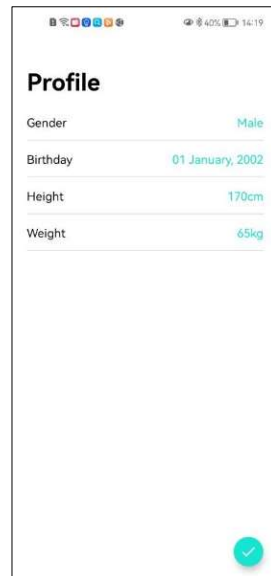 40% 14:19
Profile
Gender Male
Birthday 01 January, 2002
Height 170cm
Weight 65kg